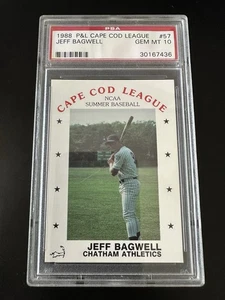 1988 P&L CAPE COD LEAGUE #57
JEFF BAGWELL GEM MT 10
PSA 30167436
CAPE COD LEAGUE
NCAA
SUMMER BASEBALL
JEFF BAGWELL
CHATHAM ATHLETICS